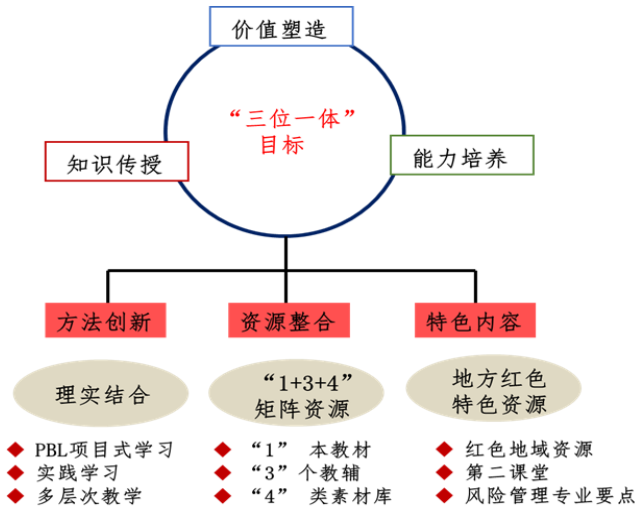 价值塑造
“三位一体”
目标
知识传授
能力培养
方法创新
资源整合
特色内容
理实结合
“1+3+4”
矩阵资源
地方红色
特色资源
PBL项目式学习
实践学习
多层次教学
“1” 本教材
“3”个教辅
“4” 类素材库
红色地域资源
第二课堂
风险管理专业要点